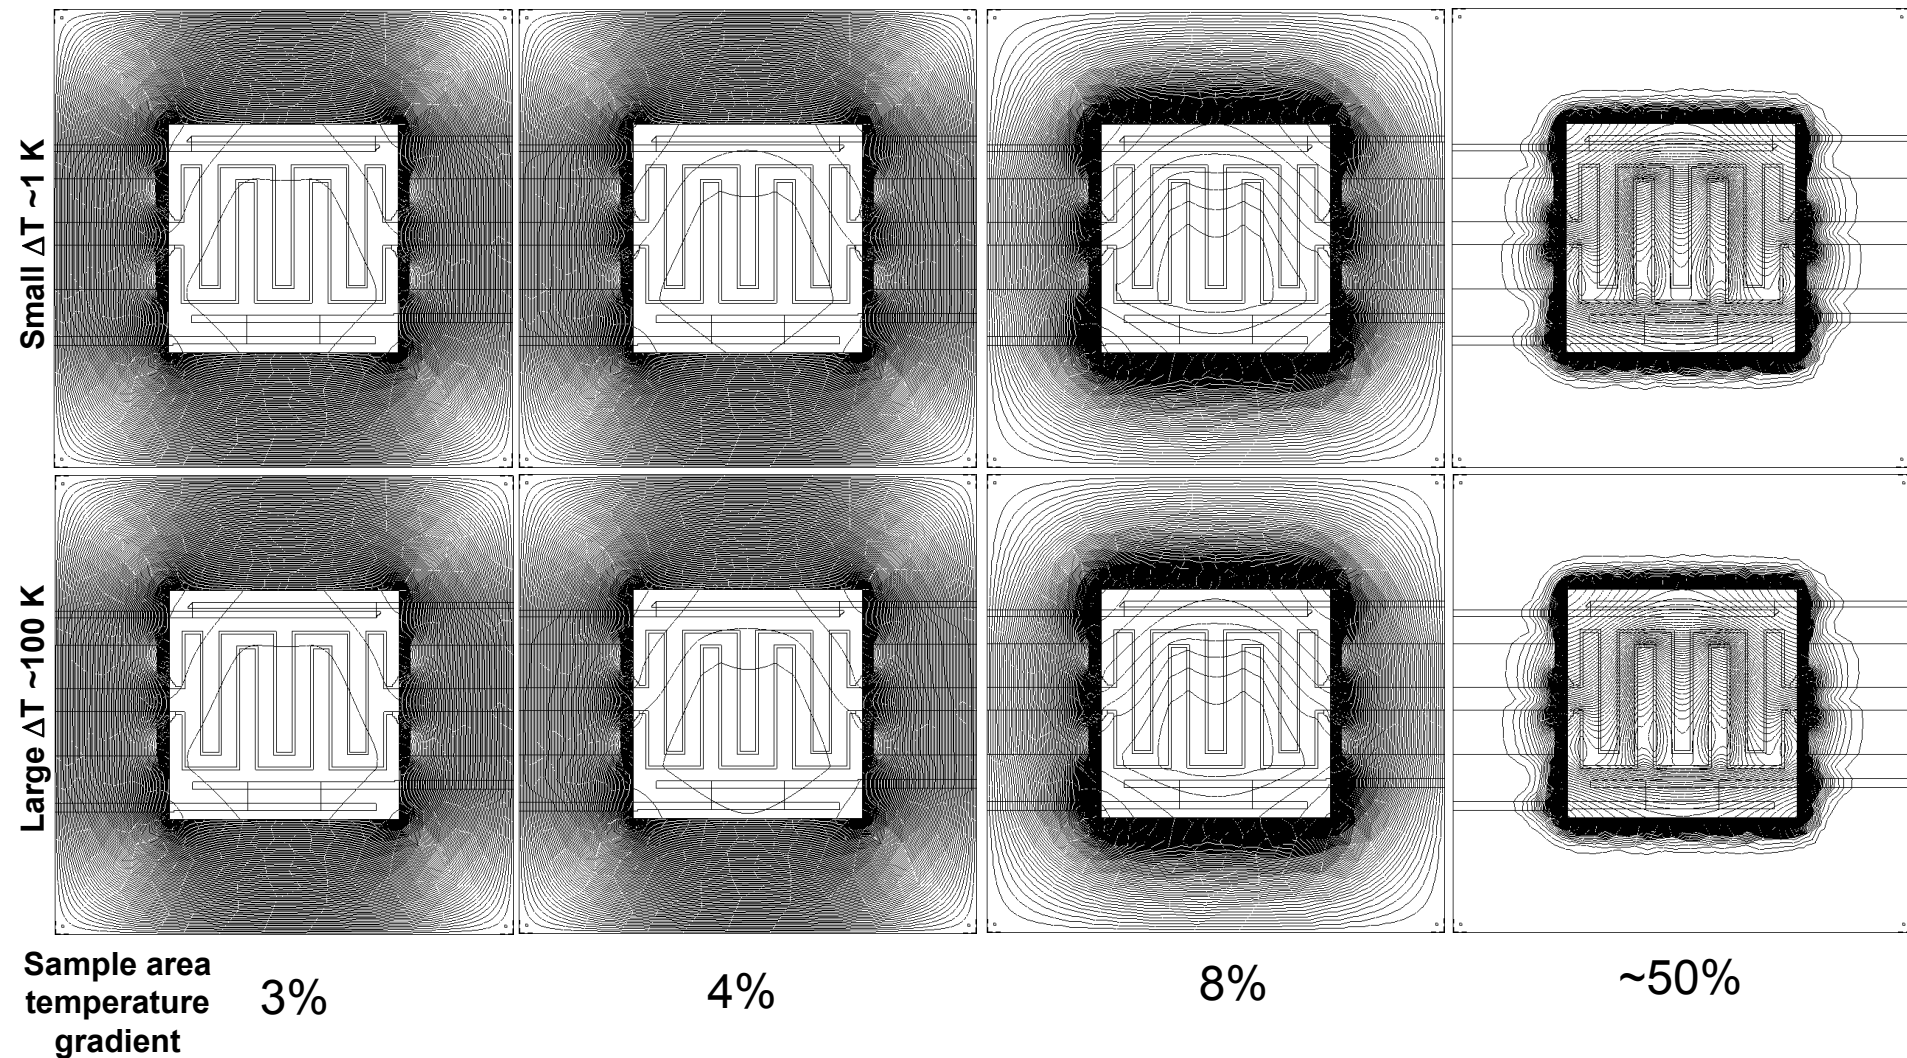 Small ΔT ~1 K
Large ΔT ~100 K
Sample area
temperature
gradient
3%
4%
8%
~50%